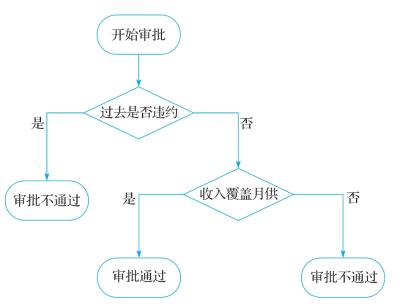 开始审批
过去是否违约
是
否
审批不通过
收入覆盖月供
是
否
审批通过
审批不通过